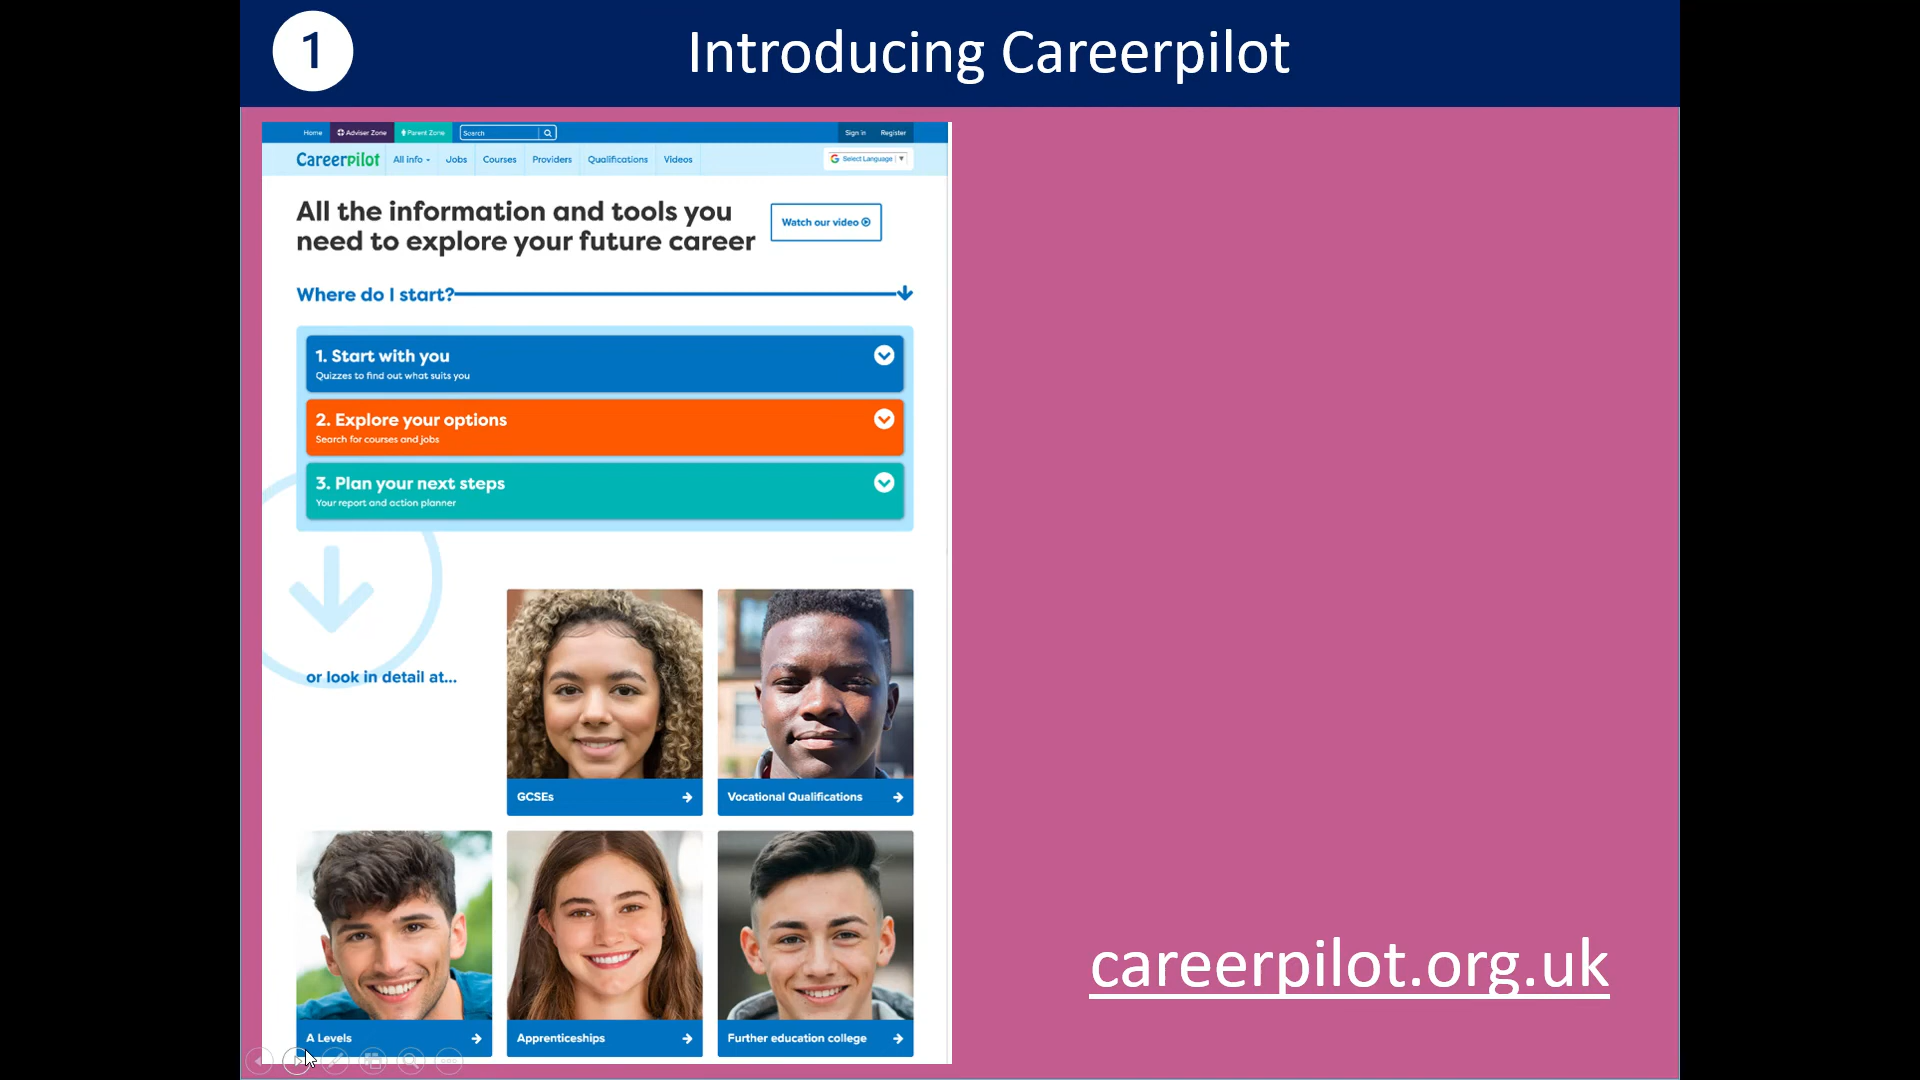 1
Introducing Careerpilot
Home Adviser Zone Parent Zone Search Sign in Register
Careerpilot All info Jobs Courses Providers Qualifications Videos Select Language
All the information and tools you
need to explore your future career
Watch our video
Where do I start?
1. Start with you
Quizzes to find out what suits you
2. Explore your options
Search for courses and jobs
3. Plan your next steps
Your report and action planner
or look in detail at...
GCSEs
Vocational Qualifications
A Levels
Apprenticeships
Further education college
careerpilot.org.uk